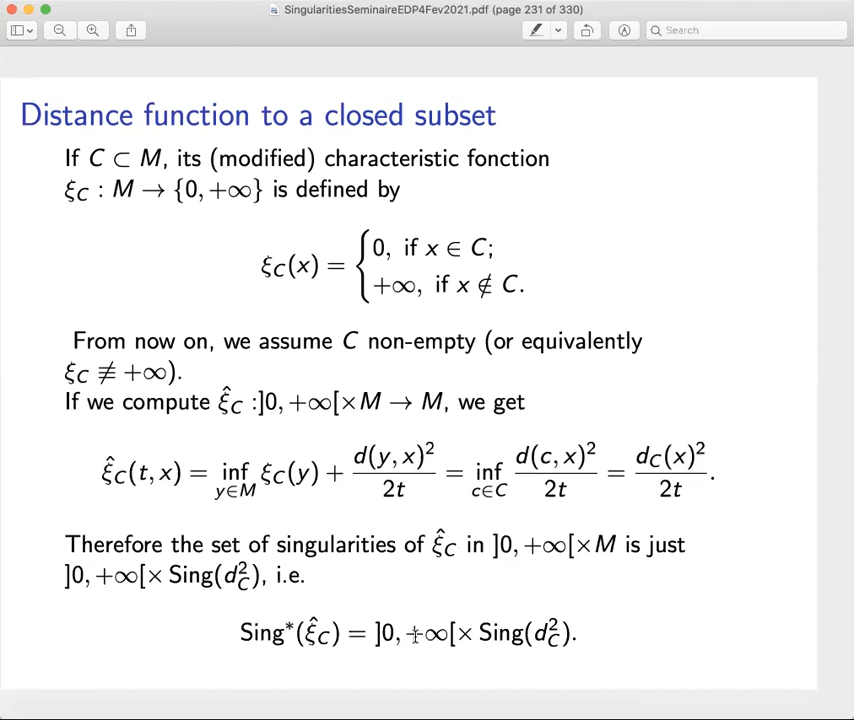 SingularitiesSeminaireEDP4Fev2021.pdf (page 231 of 330)
Search
Distance function to a closed subset
If C ⊂ M, its (modified) characteristic fonction
ξ_C : M → {0, +∞} is defined by
ξ_C(x) = { 0, if x ∈ C;
+∞, if x ∉ C.
From now on, we assume C non-empty (or equivalently
ξ_C ≢ +∞).
If we compute ξ̂_C :]0, +∞[×M → M, we get
ξ̂_C(t, x) = inf_{y∈M} ξ_C(y) + d(y, x)²/2t = inf_{c∈C} d(c, x)²/2t = d_C(x)²/2t.
Therefore the set of singularities of ξ̂_C in ]0, +∞[×M is just
]0, +∞[× Sing(d²_C), i.e.
Sing*(ξ̂_C) = ]0, +∞[× Sing(d²_C).